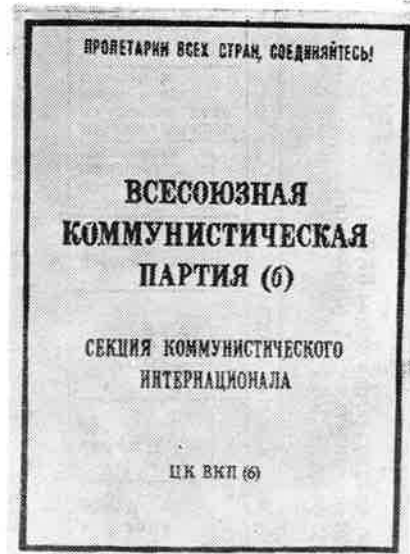 ПРОЛЕТАРИИ ВСЕХ СТРАН, СОЕДИНЯЙТЕСЬ!
ВСЕСОЮЗНАЯ
КОММУНИСТИЧЕСКАЯ
ПАРТИЯ (б)
СЕКЦИЯ КОММУНИСТИЧЕСКОГО
ИНТЕРНАЦИОНАЛА
ЦК ВКП (б)